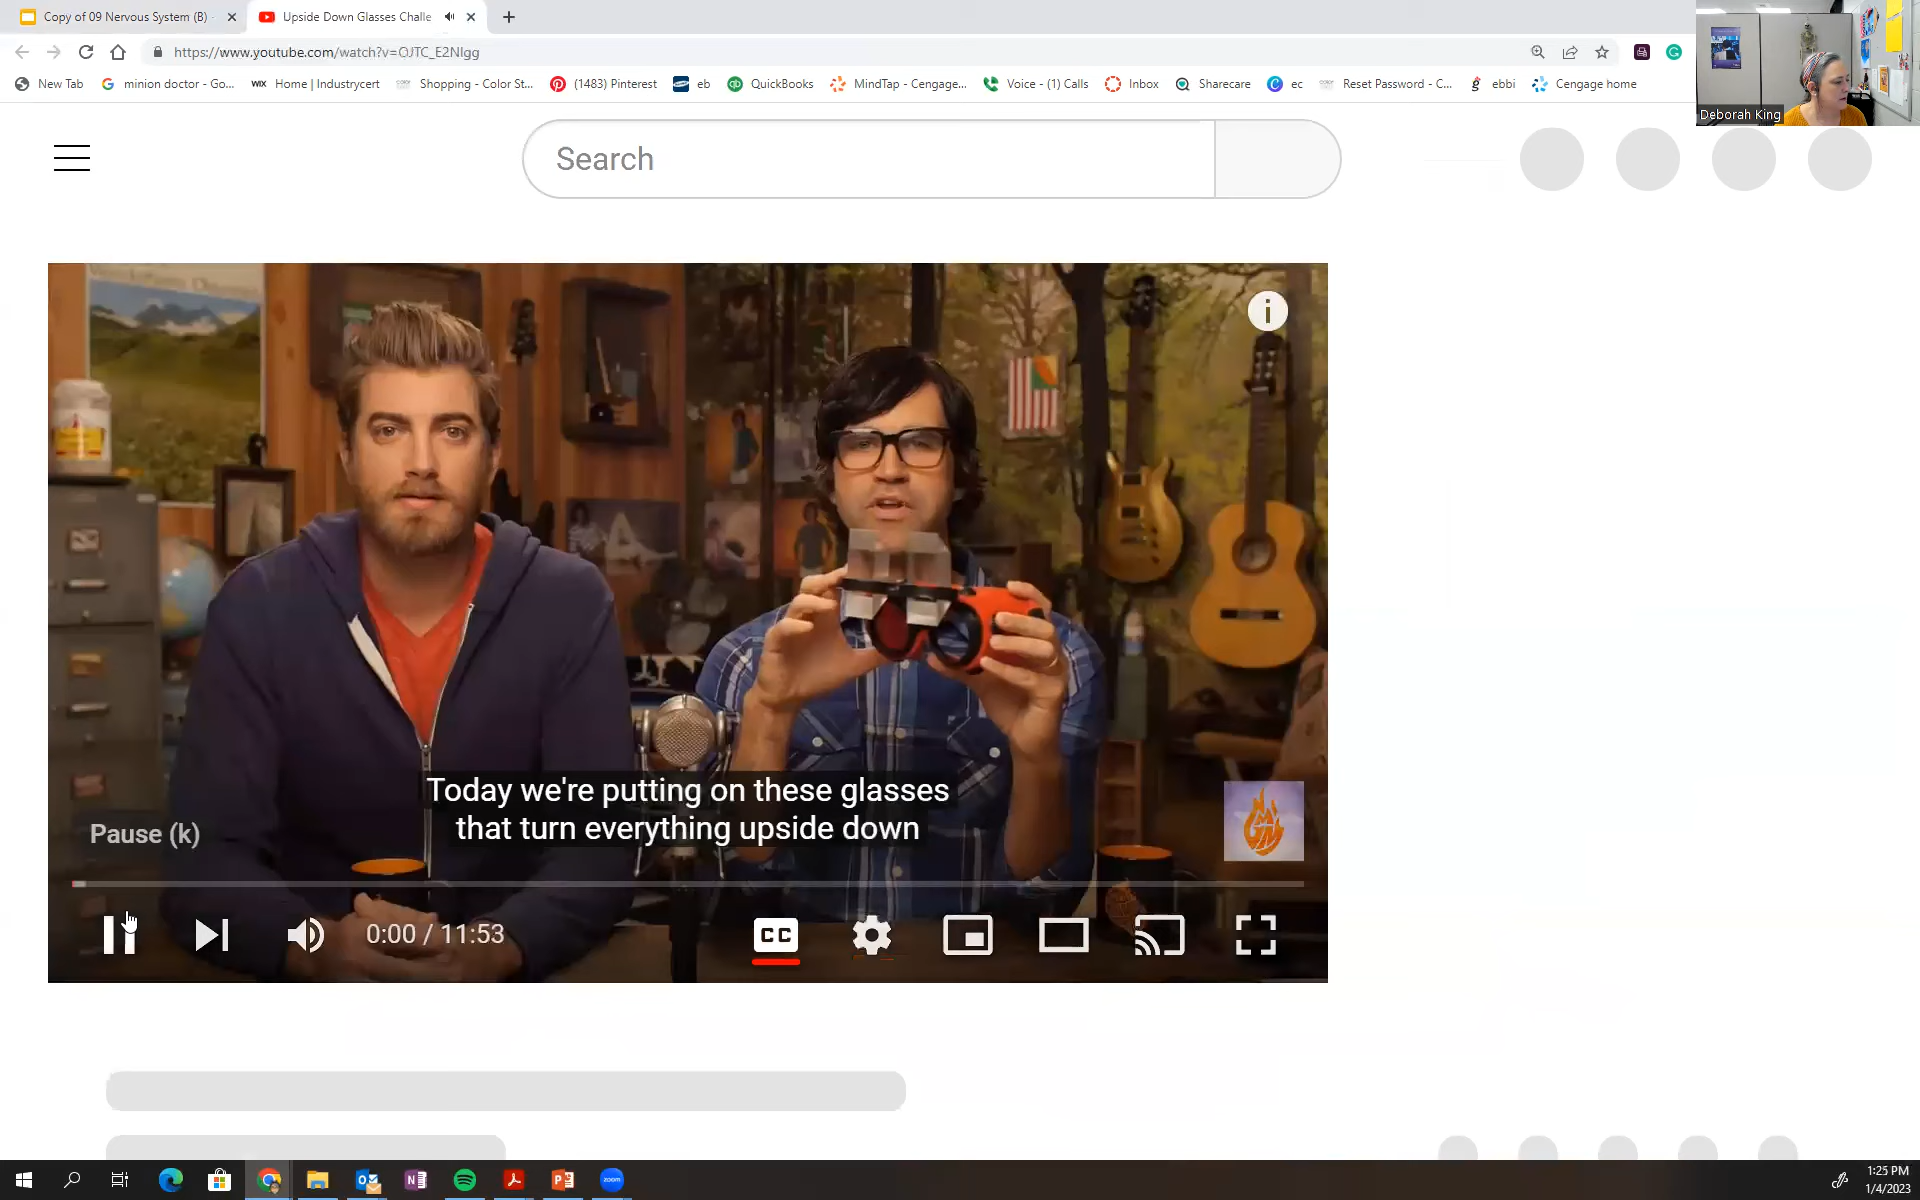 Copy of 09 Nervous System (B) -
Upside Down Glasses Challe
https://www.youtube.com/watch?v=OJTC_E2NIgg
New Tab
minion doctor - Go...
WIX Home | Industrycert
Shopping - Color St...
(1483) Pinterest
eb
QuickBooks
MindTap - Cengage...
Voice - (1) Calls
Inbox
Sharecare
ec
Reset Password - C...
ebbi
Cengage home
Deborah King
Search
i
Today we're putting on these glasses
that turn everything upside down
Pause (k)
GMM
0:00 / 11:53
CC
zoom
1:25 PM
1/4/2023